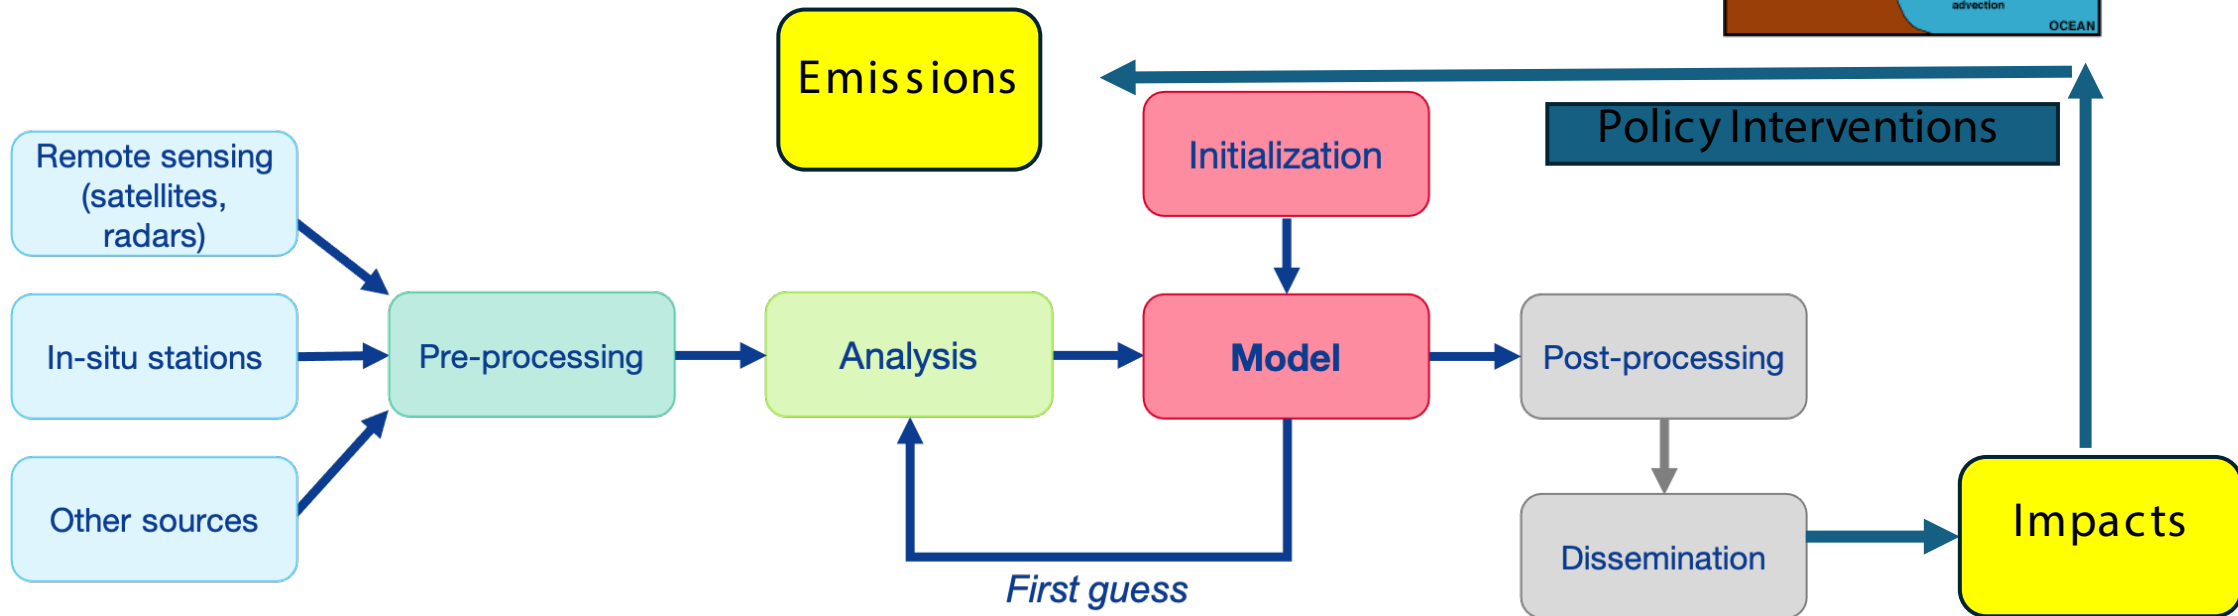 advection
OCEAN
Emissions
Policy Interventions
Initialization
Remote sensing
(satellites,
radars)
In-situ stations
Pre-processing
Analysis
Model
Post-processing
Other sources
First guess
Dissemination
Impacts